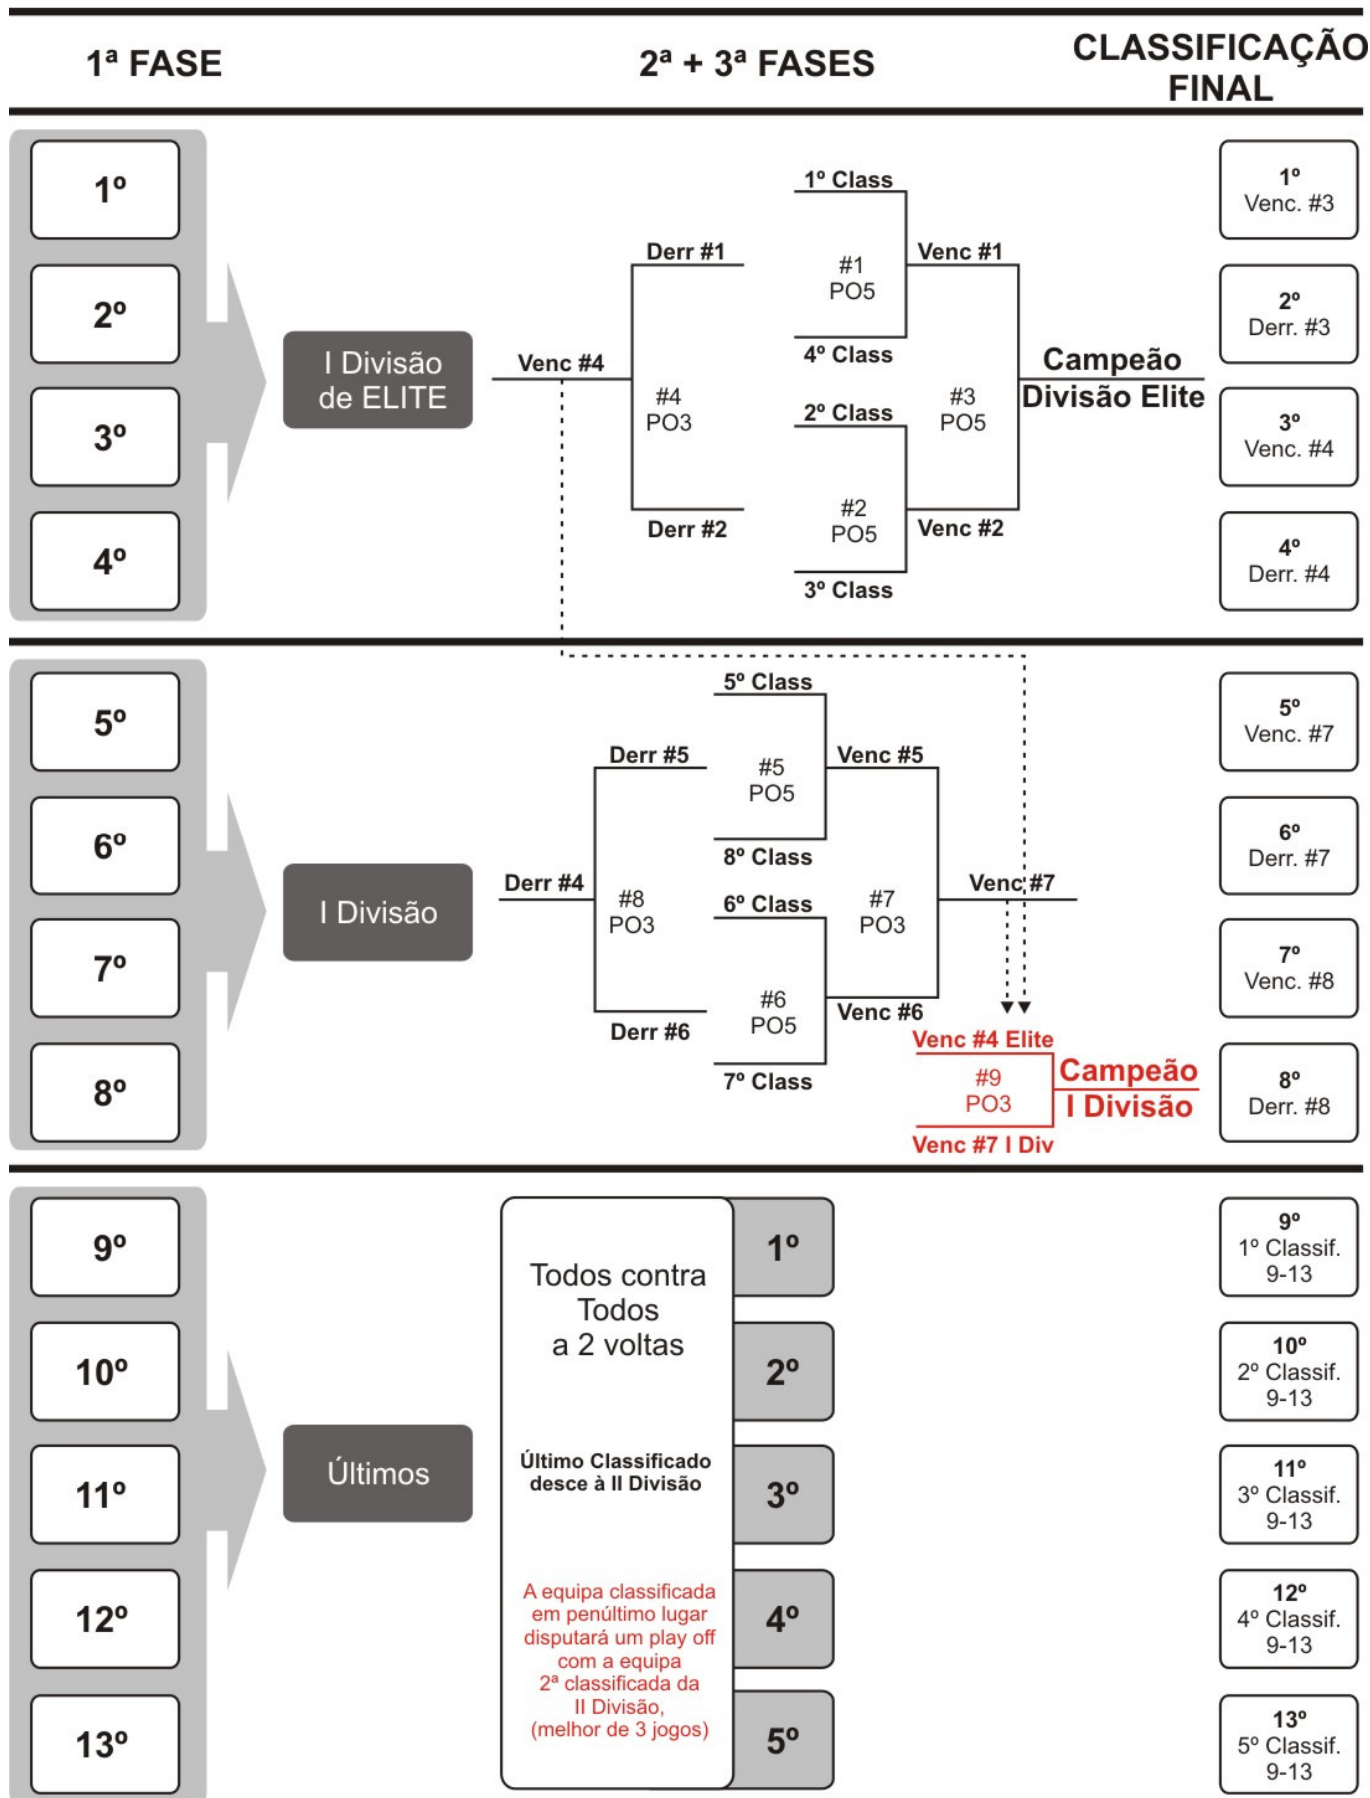 1ª FASE
2ª + 3ª FASES
CLASSIFICAÇÃO
FINAL
1º
2º
3º
4º
I Divisão
de ELITE
Venc #4
Derr #1
#4
PO3
Derr #2
1º Class
#1
PO5
4º Class
2º Class
#2
PO5
3º Class
Venc #1
#3
PO5
Venc #2
Campeão
Divisão Elite
1º
Venc. #3
2º
Derr. #3
3º
Venc. #4
4º
Derr. #4
5º
6º
7º
8º
I Divisão
Derr #4
Derr #5
#8
PO3
Derr #6
5º Class
#5
PO5
8º Class
6º Class
#6
PO5
7º Class
Venc #5
#7
PO3
Venc #6
Venc #7
Venc #4 Elite
#9
PO3
Venc #7 I Div
Campeão
I Divisão
5º
Venc. #7
6º
Derr. #7
7º
Venc. #8
8º
Derr. #8
9º
10º
11º
12º
13º
Últimos
Todos contra
Todos
a 2 voltas
Último Classificado
desce à II Divisão
A equipa classificada
em penúltimo lugar
disputará um play off
com a equipa
2ª classificada da
II Divisão,
(melhor de 3 jogos)
1º
2º
3º
4º
5º
9º
1º Classif.
9-13
10º
2º Classif.
9-13
11º
3º Classif.
9-13
12º
4º Classif.
9-13
13º
5º Classif.
9-13